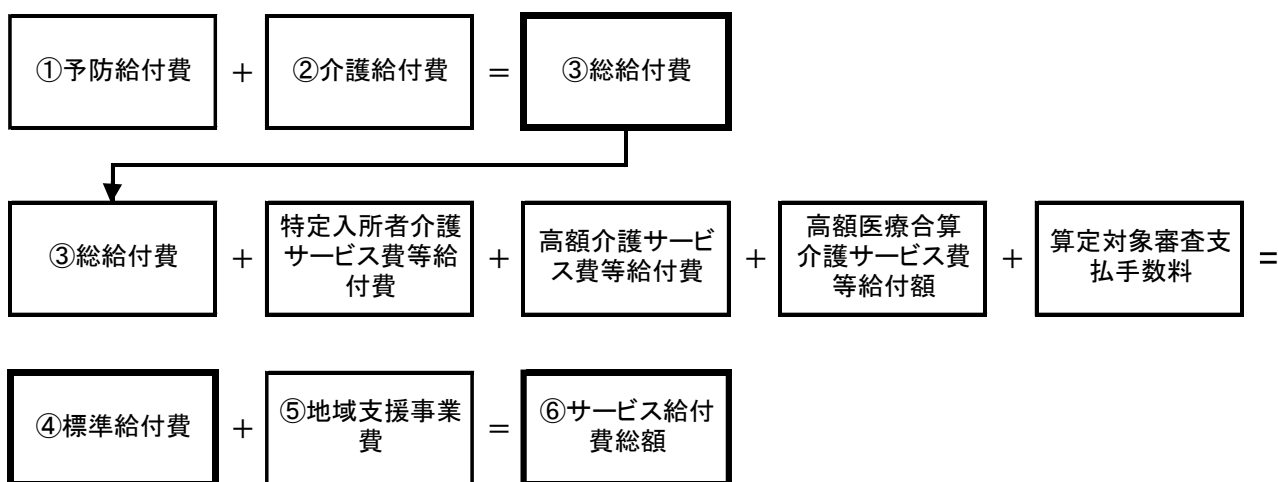 ①予防給付費 + ②介護給付費 = ③総給付費
③総給付費 + 特定入所者介護
サービス費等給
付費 + 高額介護サービ
ス費等給付費 + 高額医療合算
介護サービス費
等給付額 + 算定対象審査支
払手数料 =
④標準給付費 + ⑤地域支援事業
費 = ⑥サービス給付
費総額